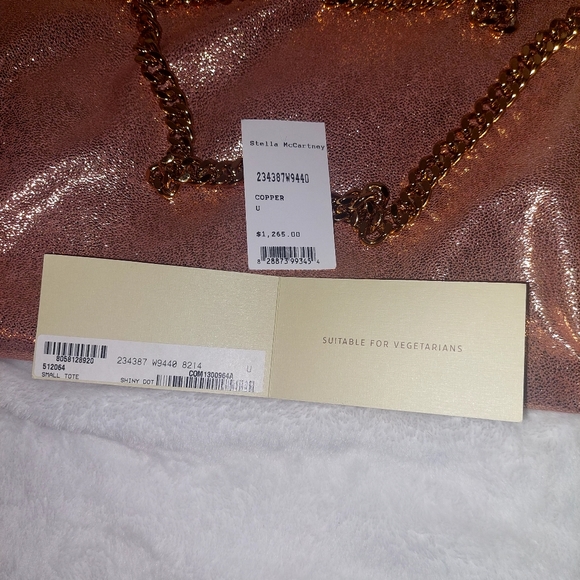 Stella McCartney
234387W9440
COPPER
U
$1,265.00
8 28873 99345 4
SUITABLE FOR VEGETARIANS
8058128920
234387 W9440 8214 U
512064
COM1300964A
SMALL TOTE SHINY DOT